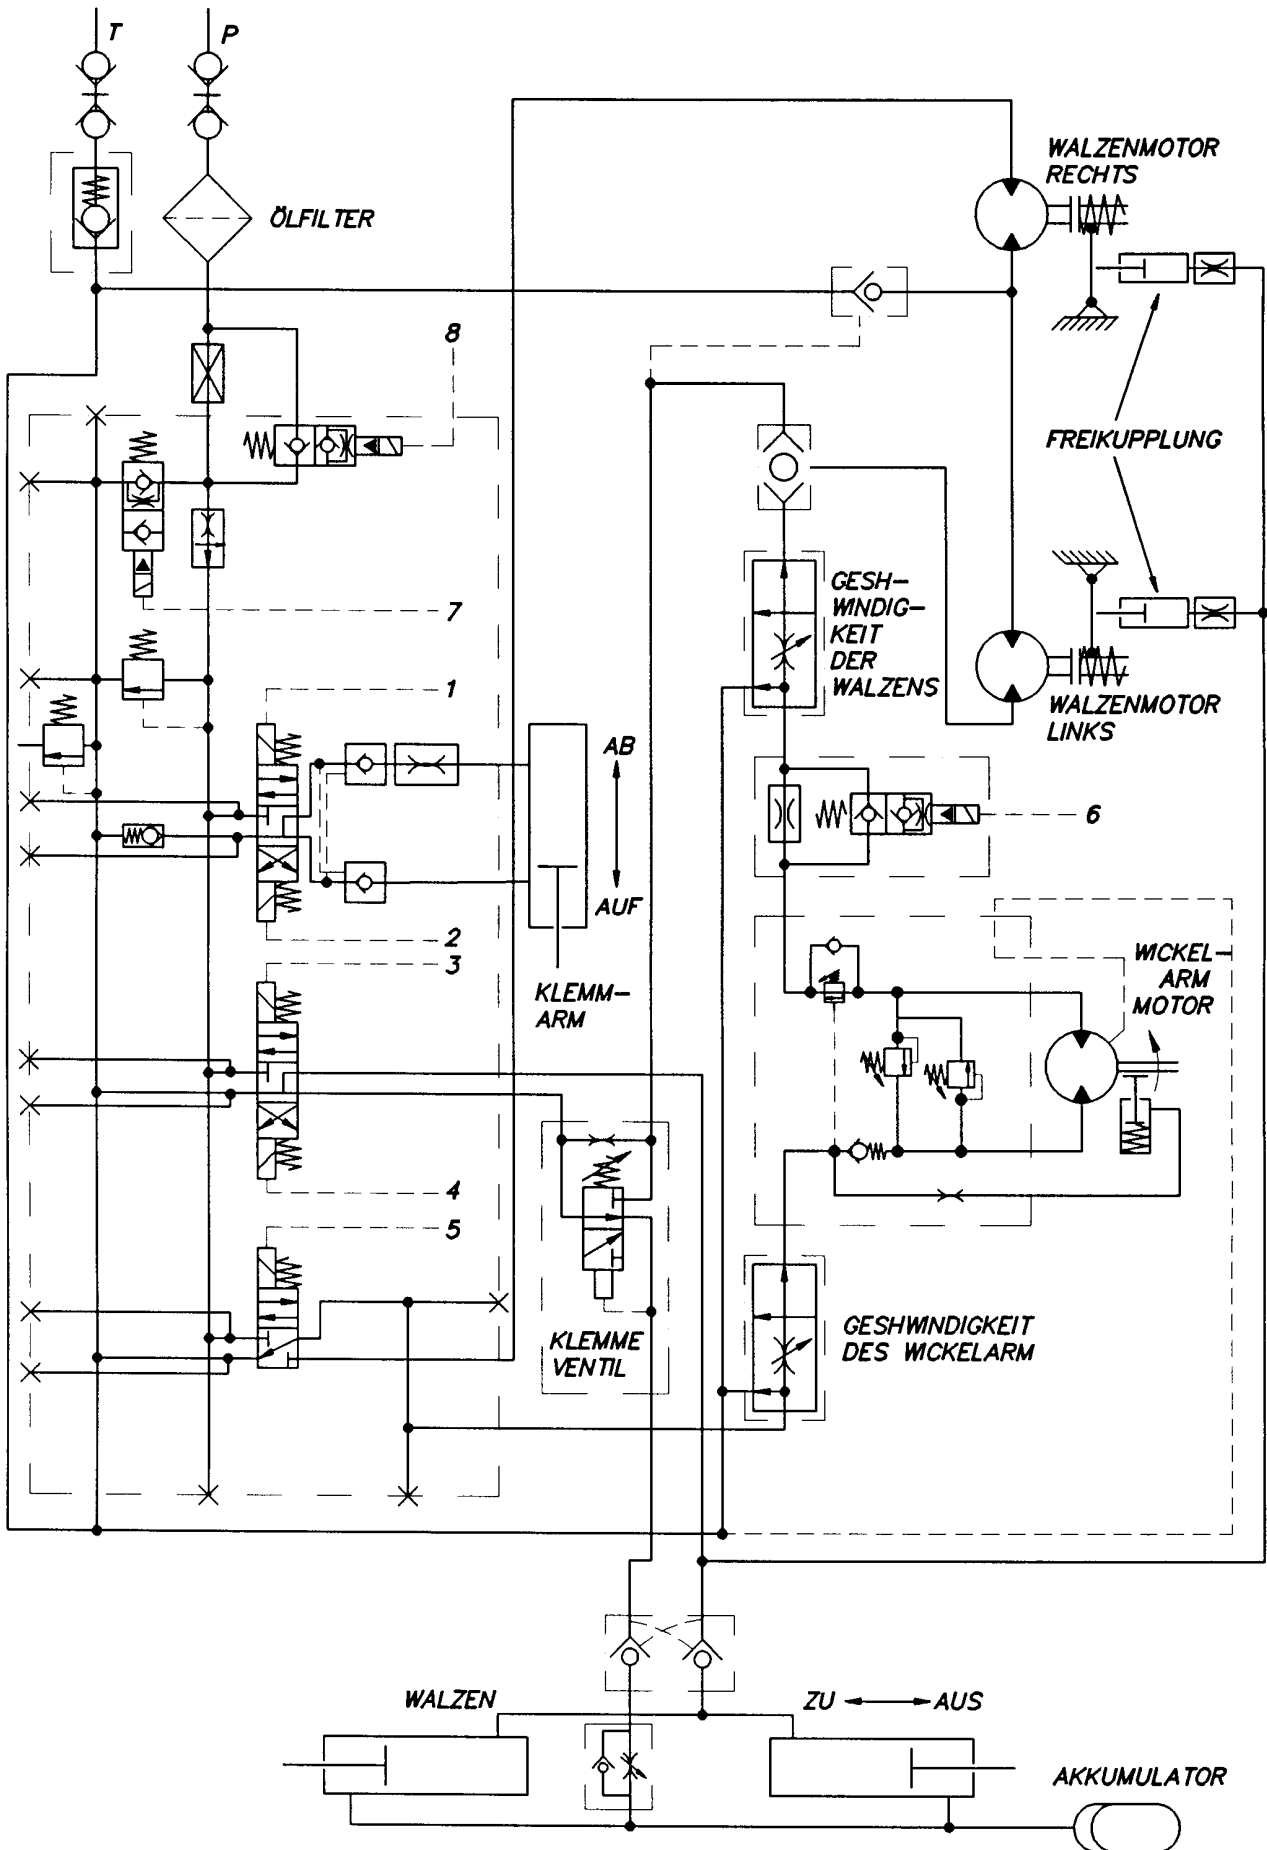 T
P
ÖLFILTER
WALZENMOTOR
RECHTS
8
FREIKUPPLUNG
7
GESH-
WINDIG-
KEIT
DER
WALZENS
1
WALZENMOTOR
LINKS
AB
6
AUF
2
3
KLEMM-
ARM
WICKEL-
ARM
MOTOR
4
5
KLEMME
VENTIL
GESHWINDIGKEIT
DES WICKELARM
WALZEN
ZU
AUS
AKKUMULATOR